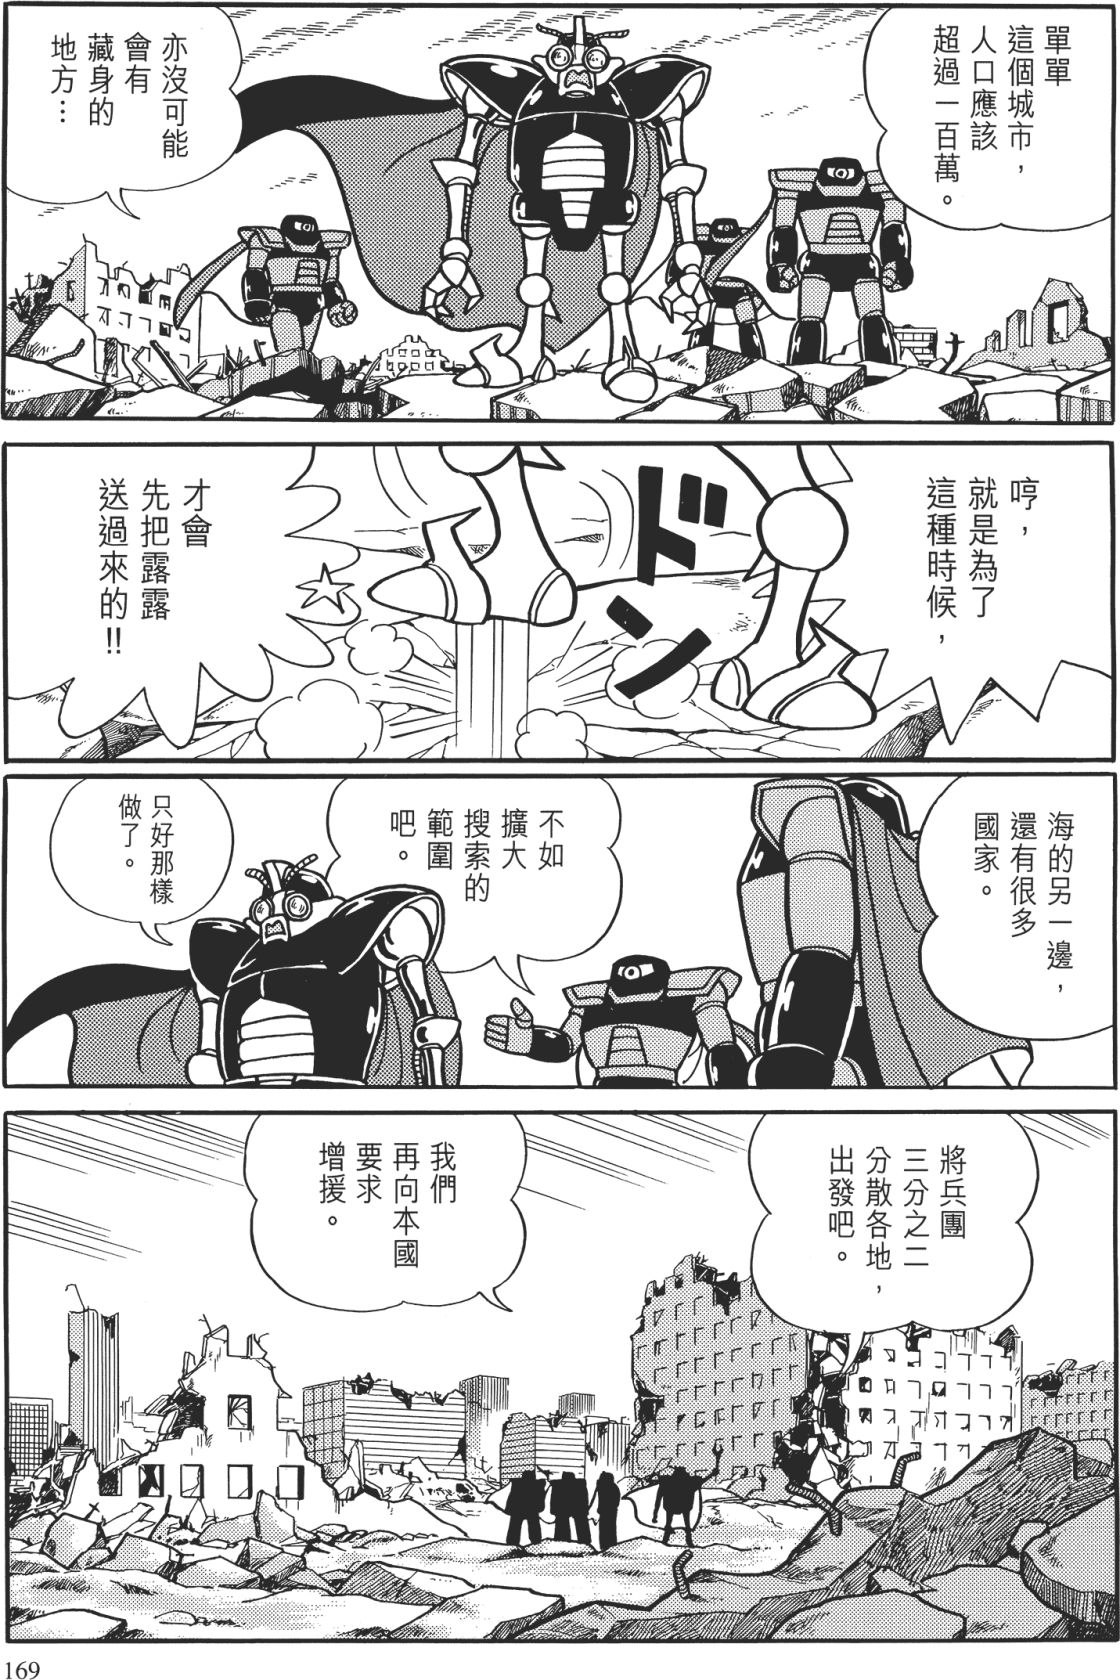 單單
這個城市，
人口應該
超過一百萬。
亦沒可能
會有
藏身的
地方…
哼，
就是為了
這種時候，
ドン
才會
先把露露
送過來的!!
海的另一邊，
還有很多
國家。
不如
擴大
搜索的
範圍
吧。
只好那樣
做了。
將兵團
三分之二
分散各地，
出發吧。
我們
再向本國
要求
增援。
169